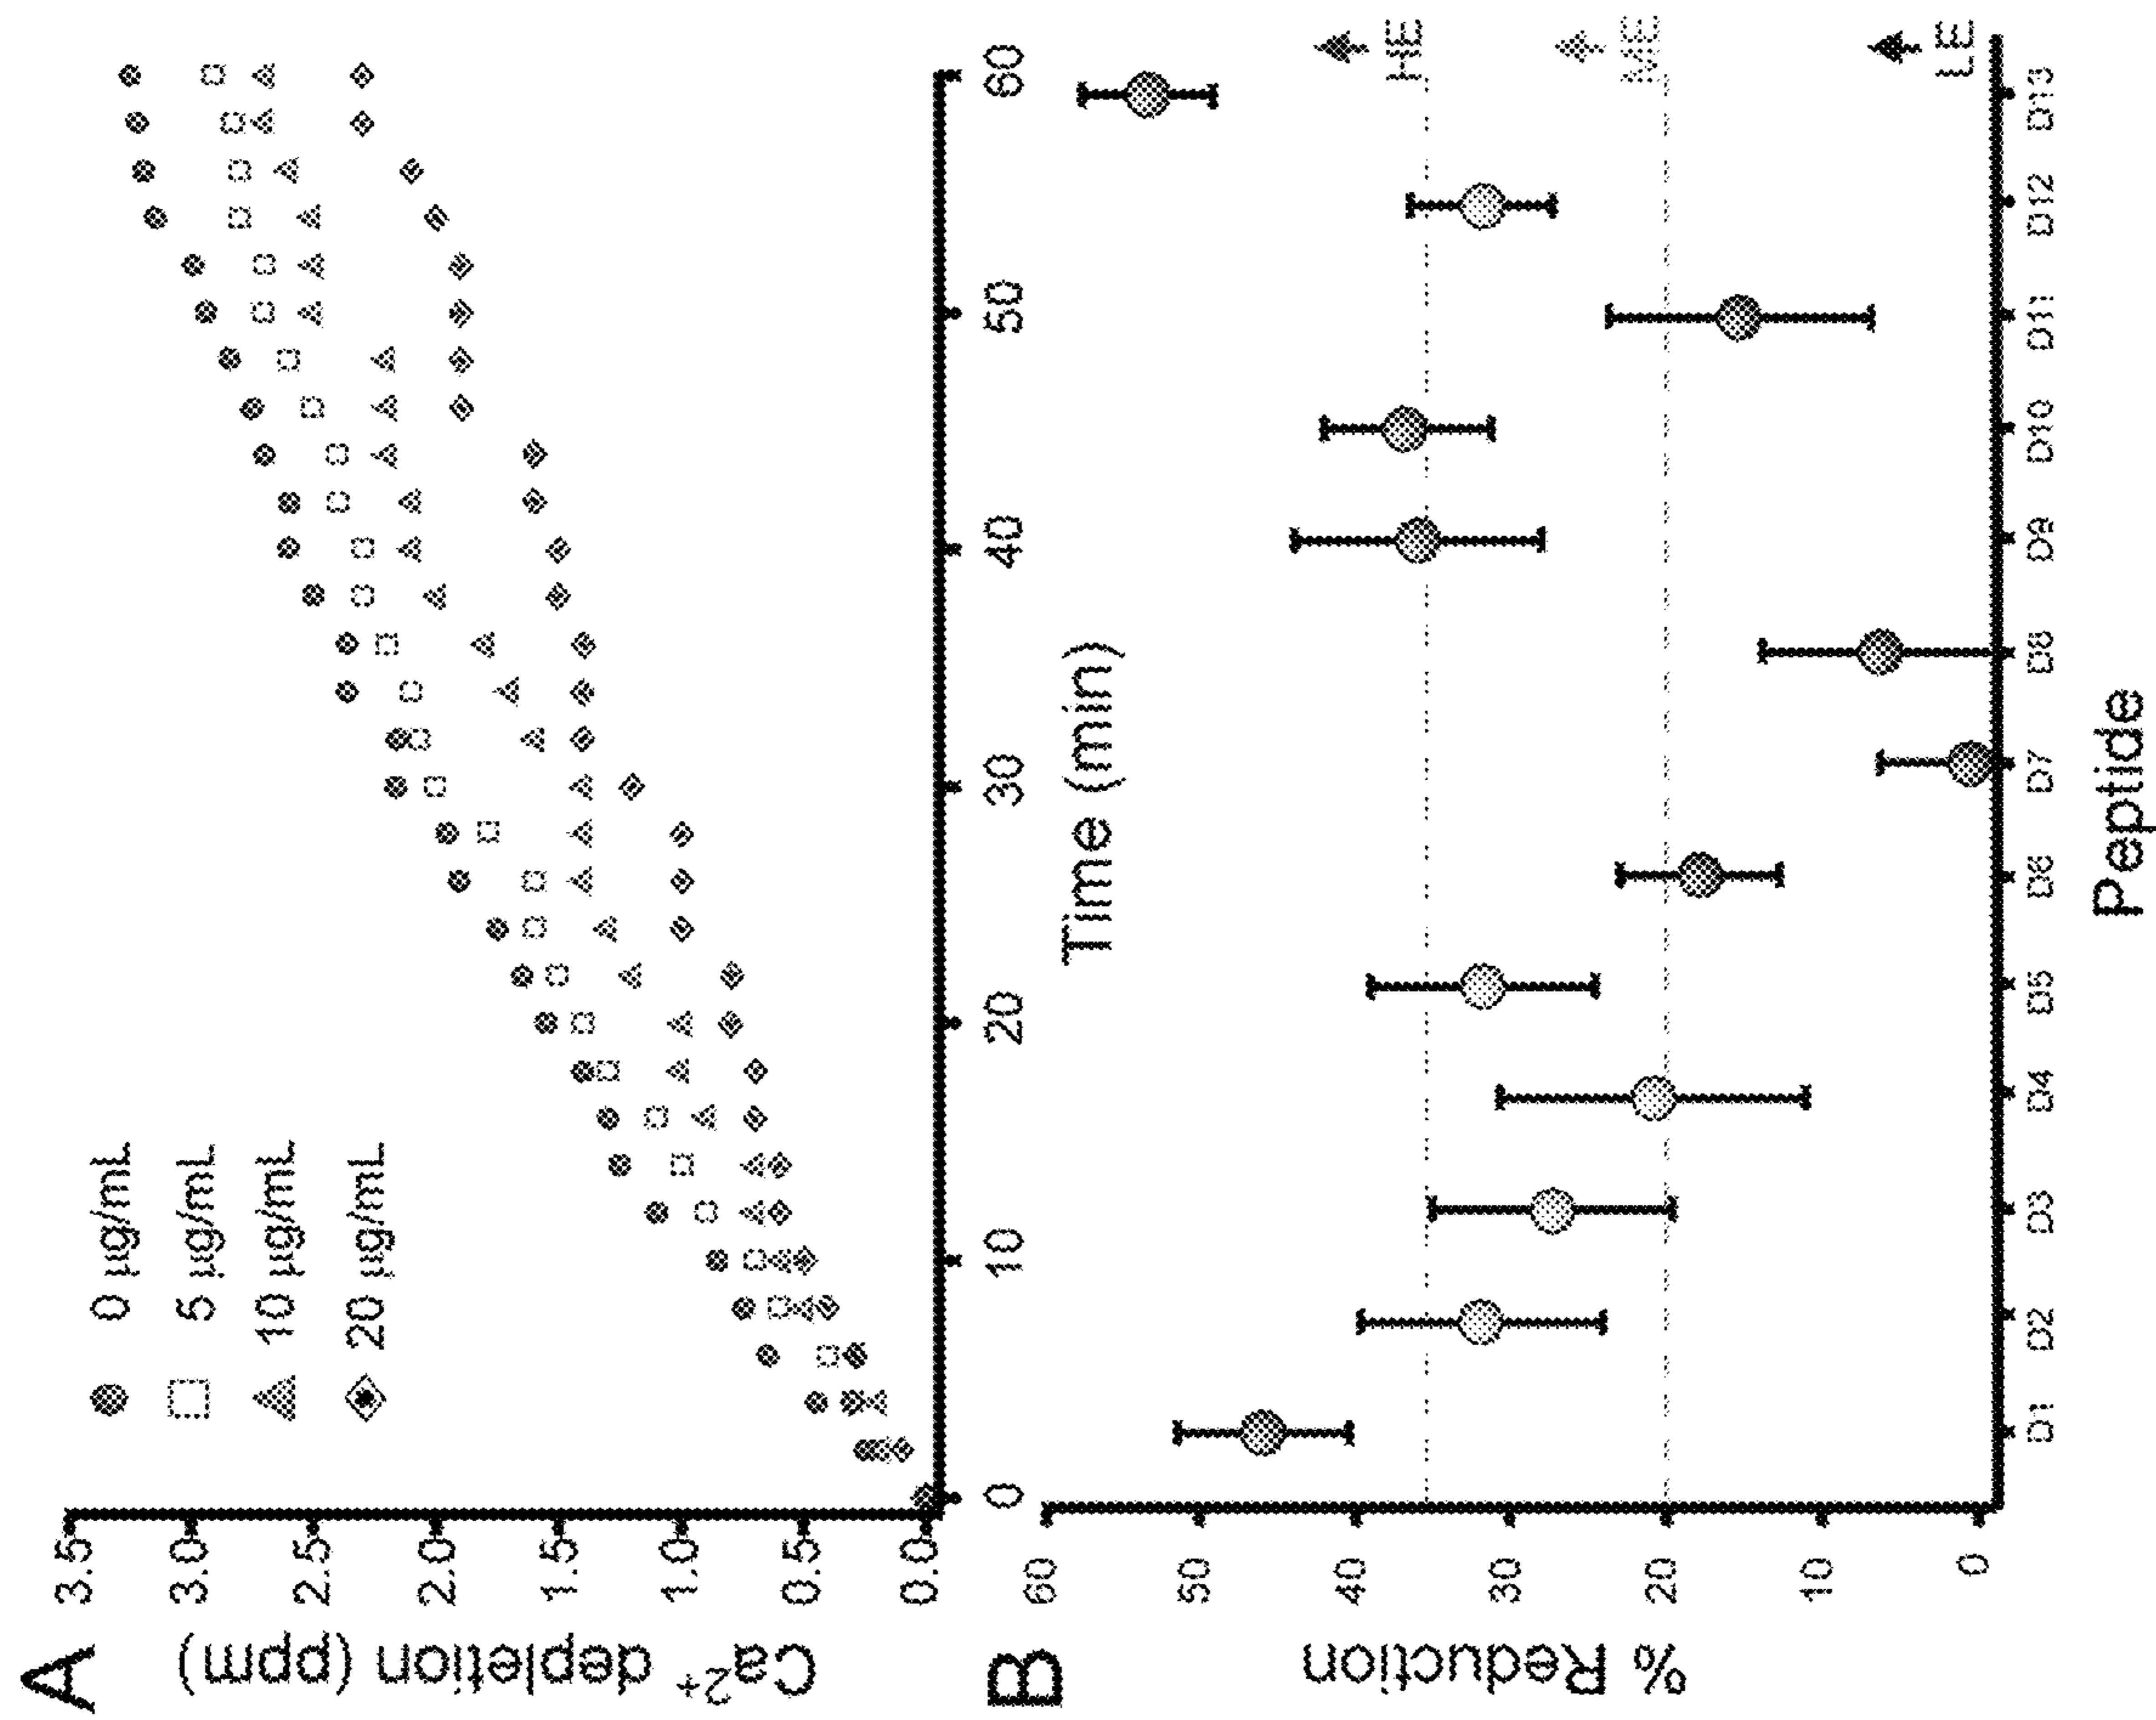 A
Ca²⁺ depletion (ppm)
3.5
3.0
2.5
2.0
1.5
1.0
0.5
0.0
0 µg/mL
5 µg/mL
10 µg/mL
20 µg/mL
0 10 20 30 40 50 60
Time (min)
B
% Reduction
60
50
40
30
20
10
0
HE
ME
LE
D1 D2 D3 D4 D5 D6 D7 D8 D9 D10 D11 D12 D13
Peptide